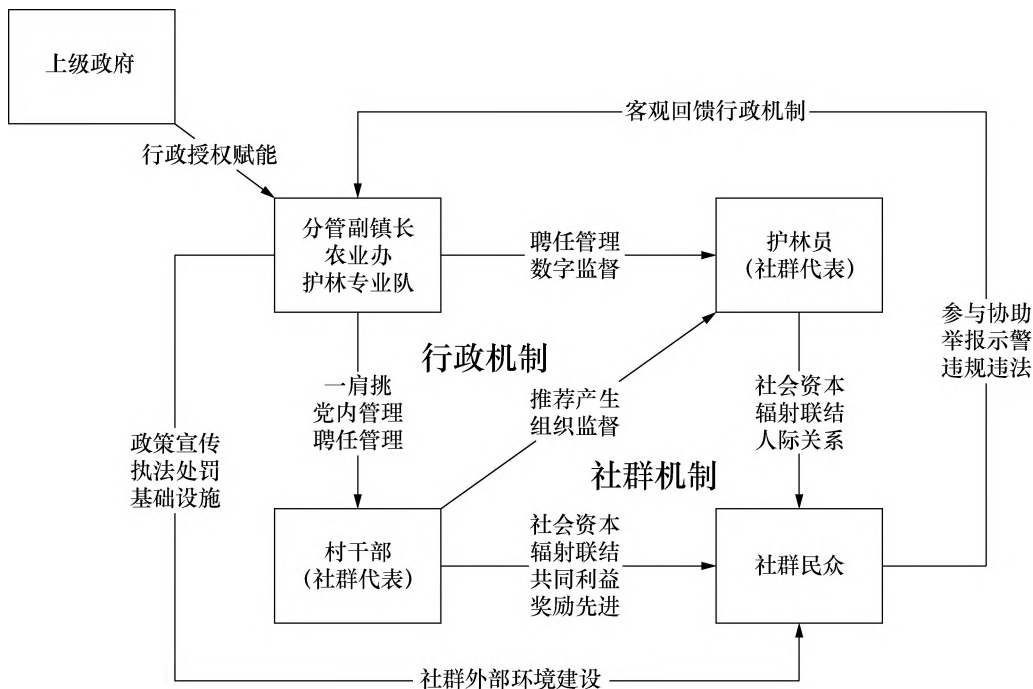 上级政府
客观回馈行政机制
行政授权赋能
分管副镇长
农业办
护林专业队
聘任管理
数字监督
护林员
（社群代表）
参与协助
举报示警
违规违法
行政机制
一肩挑
党内管理
聘任管理
推荐产生
组织监督
社会资本
辐射联结
人际关系
政策宣传
执法处罚
基础设施
社群机制
村干部
（社群代表）
社会资本
辐射联结
共同利益
奖励先进
社群民众
社群外部环境建设